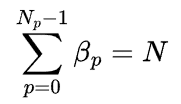 $$\sum_{p=0}^{N_p-1} \beta_p = N$$